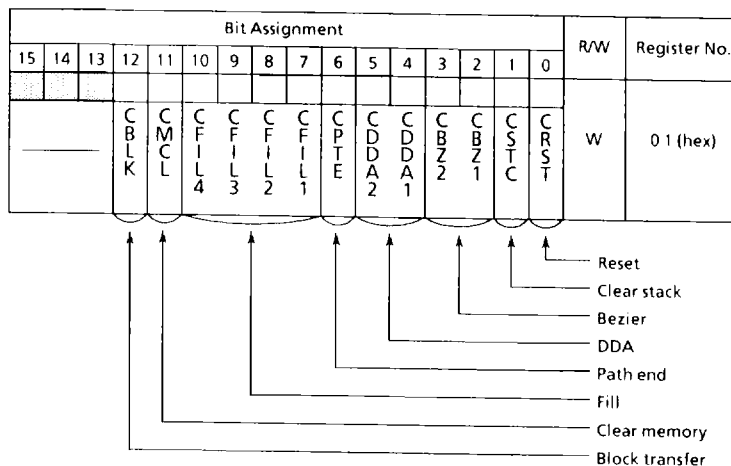 Bit Assignment
R/W
Register No.
15 14 13 12 11 10 9 8 7 6 5 4 3 2 1 0
CBLK
CMCL
CFIL4
CFIL3
CFIL2
CFIL1
CPTE
CDDA2
CDDA1
CBZ2
CBZ1
CSTC
CRST
W
0 1 (hex)
Reset
Clear stack
Bezier
DDA
Path end
Fill
Clear memory
Block transfer